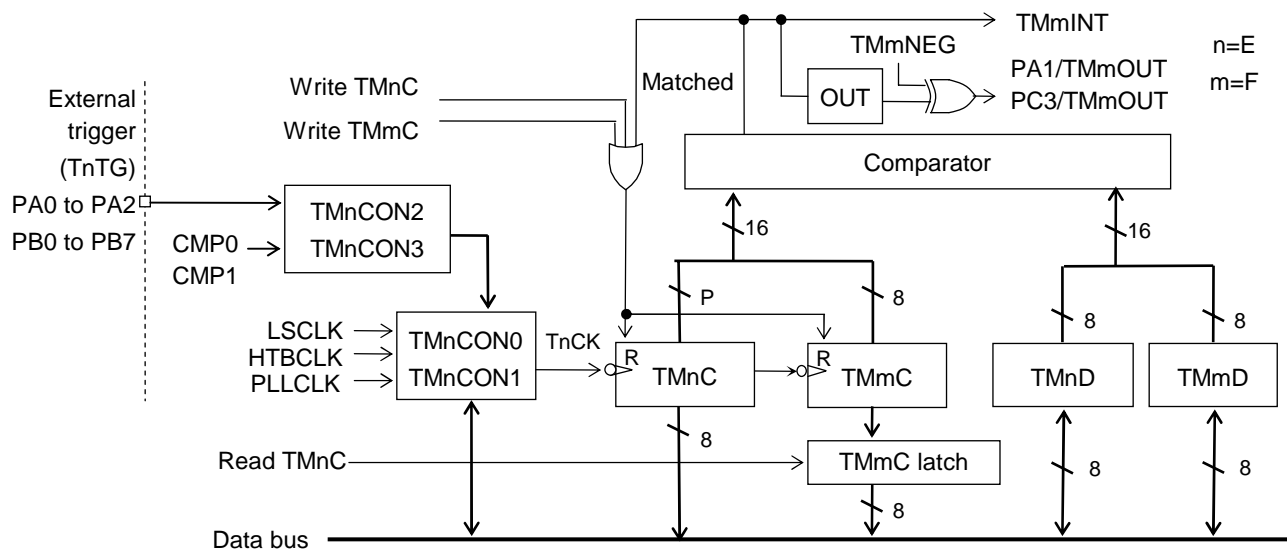 TMmINT
TMmNEG
n=E
Write TMnC
Matched
OUT
PA1/TMmOUT
m=F
External
trigger
(TnTG)
PA0 to PA2
PB0 to PB7
Write TMmC
PC3/TMmOUT
Comparator
TMnCON2
TMnCON3
CMP0
CMP1
16
16
P
8
8
8
LSCLK
HTBCLK
PLLCLK
TMnCON0
TMnCON1
TnCK
R
TMnC
R
TMmC
TMnD
TMmD
8
Read TMnC
TMmC latch
8
8
8
Data bus